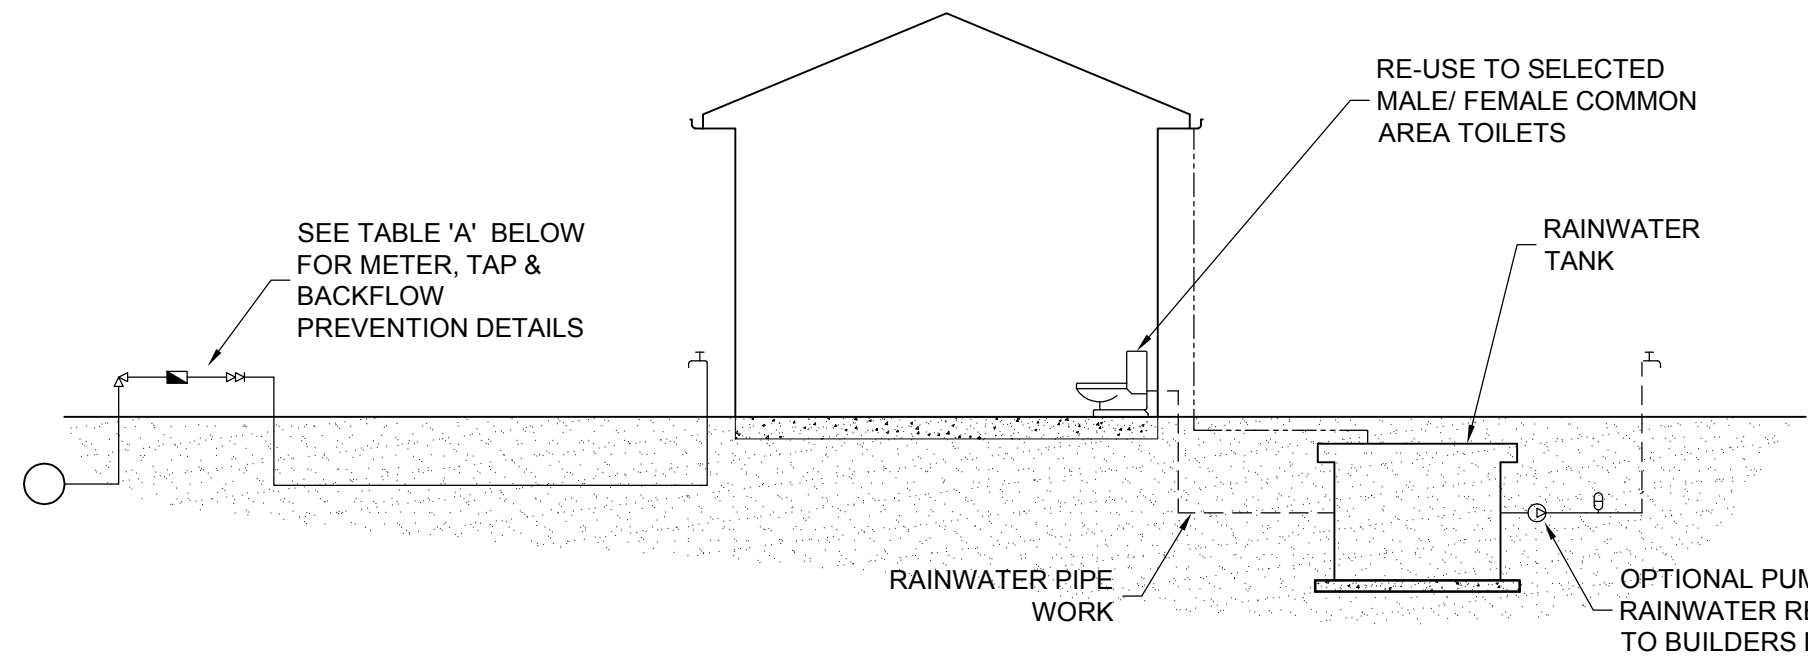 RE-USE TO SELECTED
MALE/ FEMALE COMMON
AREA TOILETS
SEE TABLE 'A' BELOW
FOR METER, TAP &
BACKFLOW
PREVENTION DETAILS
RAINWATER
TANK
RAINWATER PIPE
WORK
OPTIONAL
RAINWATER
TO BUILDERS